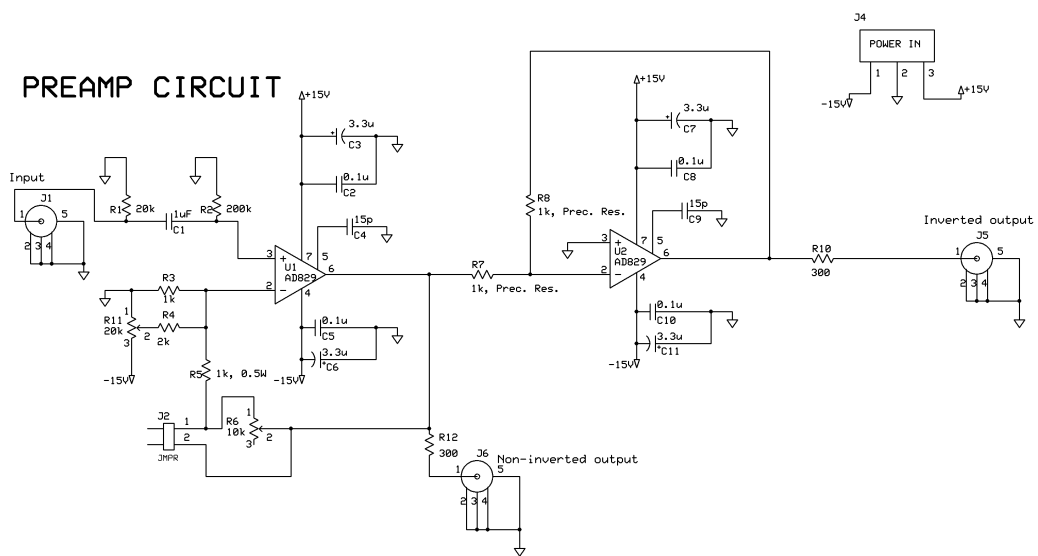 PREAMP CIRCUIT
J4
POWER IN
1 2 3
-15V
+15V
+15V
3.3u
C3
0.1u
C2
15p
C4
Input
J1
1 5
2 3 4
R1 20k
1uF
C1
R2 200k
3
+
U1
AD829
2
-
7 5
6
4
R3
1k
R4
2k
R11
20k
1
2
3
-15V
R5 1k, 0.5W
0.1u
C5
3.3u
+C6
-15V
J2
1
2
JMPR
R6
10k
1
2
3
R7
1k, Prec. Res.
R8
1k, Prec. Res.
+15V
3.3u
C7
0.1u
C8
15p
C9
3
+
U2
AD829
2
-
7 5
6
4
0.1u
C10
3.3u
+C11
-15V
R10
300
Inverted output
J5
1 5
2 3 4
R12
300
J6
Non-inverted output
1 5
2 3 4